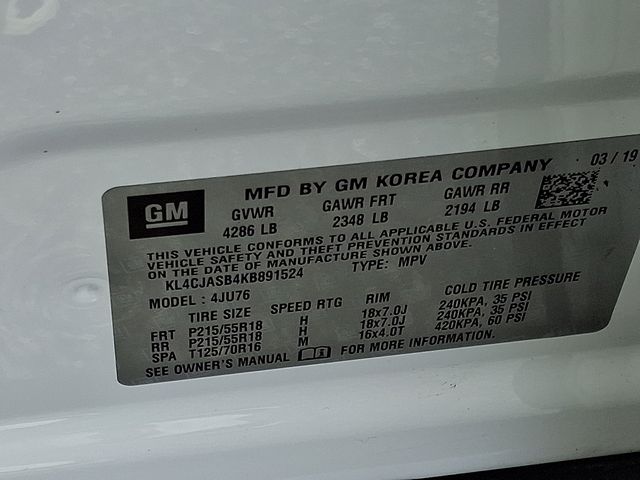 03 / 19
MFD BY GM KOREA COMPANY
GM
GVWR GAWR FRT GAWR RR
4286 LB 2348 LB 2194 LB
THIS VEHICLE CONFORMS TO ALL APPLICABLE U.S. FEDERAL MOTOR
VEHICLE SAFETY AND THEFT PREVENTION STANDARDS IN EFFECT
ON DATE OF MANUFACTURE SHOWN ABOVE.
KL4CJASB4KB891524 TYPE: MPV
MODEL : 4JU76
TIRE SIZE SPEED RTG RIM COLD TIRE PRESSURE
FRT P215/55R18 H 18x7.0J 240KPA, 35 PSI
RR P215/55R18 H 18x7.0J 240KPA, 35 PSI
SPA T125/70R16 M 16x4.0T 420KPA, 60 PSI
SEE OWNER'S MANUAL FOR MORE INFORMATION.